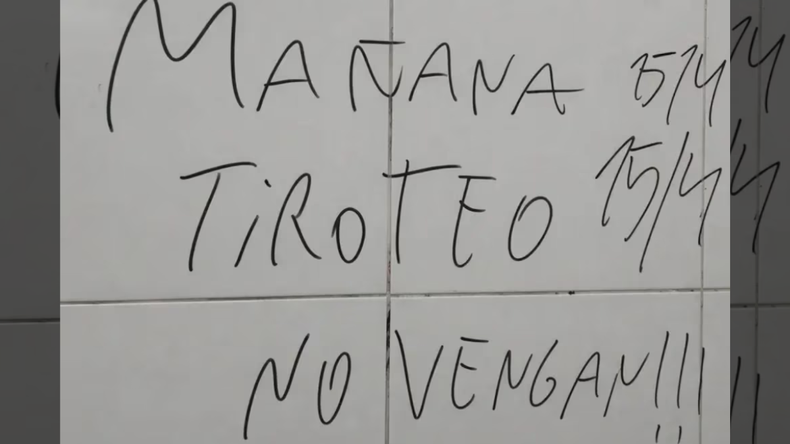 MAÑANA 15/4
TiROTEO 15/4
NO VENGAN!!!